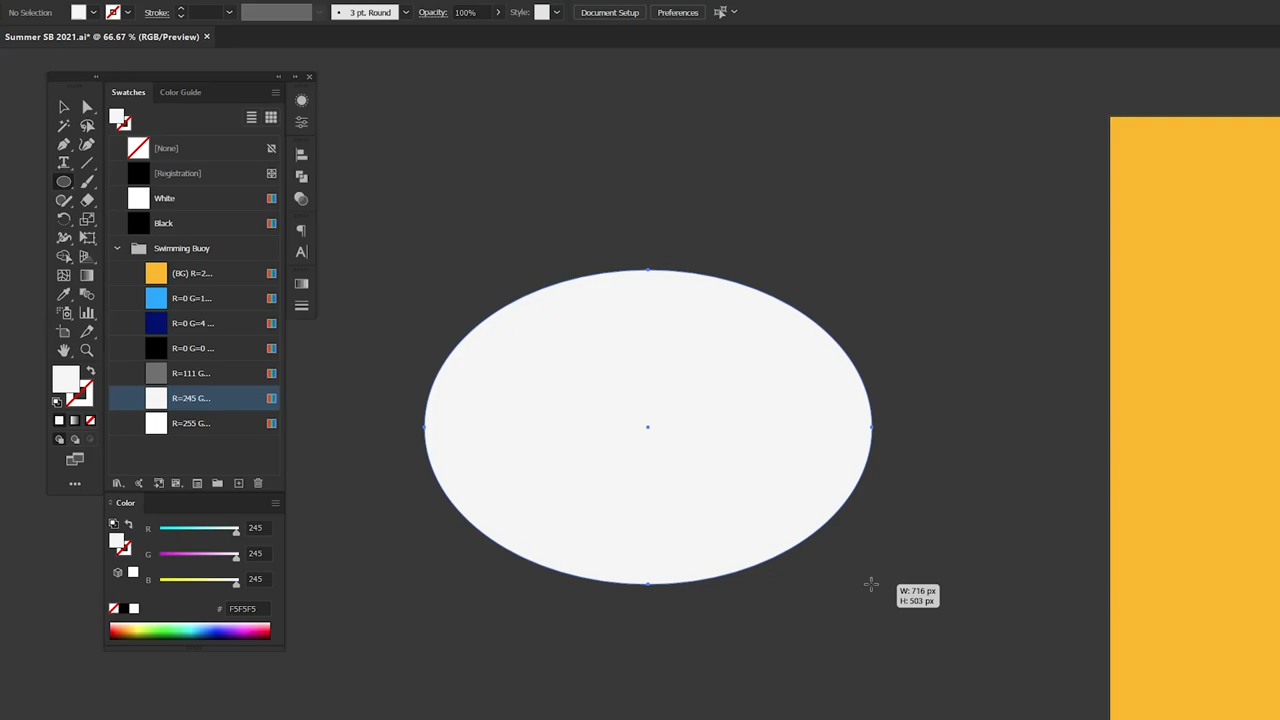 No Selection
Stroke:
3 pt. Round
Opacity: 100%
Style:
Document Setup
Preferences
Summer SB 2021.ai* @ 66.67 % (RGB/Preview) ×
Swatches
Color Guide
[None]
[Registration]
White
Black
Swimming Buoy
(BG) R=2...
R=0 G=1...
R=0 G=4 ...
R=0 G=0 ...
R=111 G...
R=245 G...
R=255 G...
Color
R 245
G 245
B 245
# F5F5F5
W: 716 px
H: 503 px